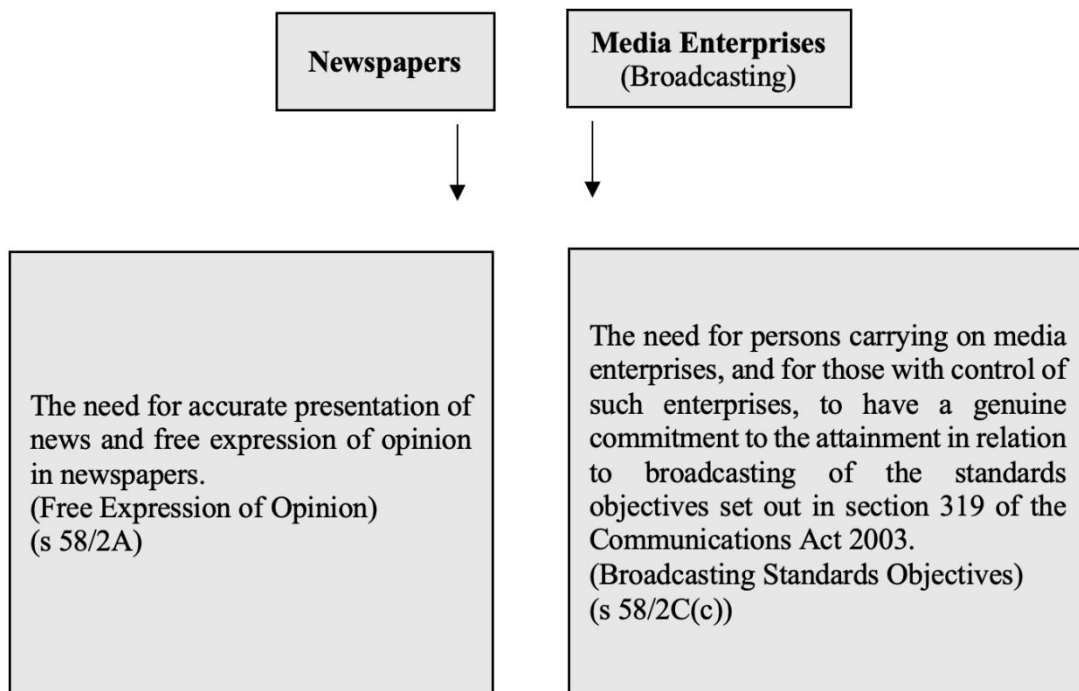 Newspapers
Media Enterprises
(Broadcasting)
The need for accurate presentation of
news and free expression of opinion
in newspapers.
(Free Expression of Opinion)
(s 58/2A)
The need for persons carrying on media
enterprises, and for those with control of
such enterprises, to have a genuine
commitment to the attainment in relation
to broadcasting of the standards
objectives set out in section 319 of the
Communications Act 2003.
(Broadcasting Standards Objectives)
(s 58/2C(c))